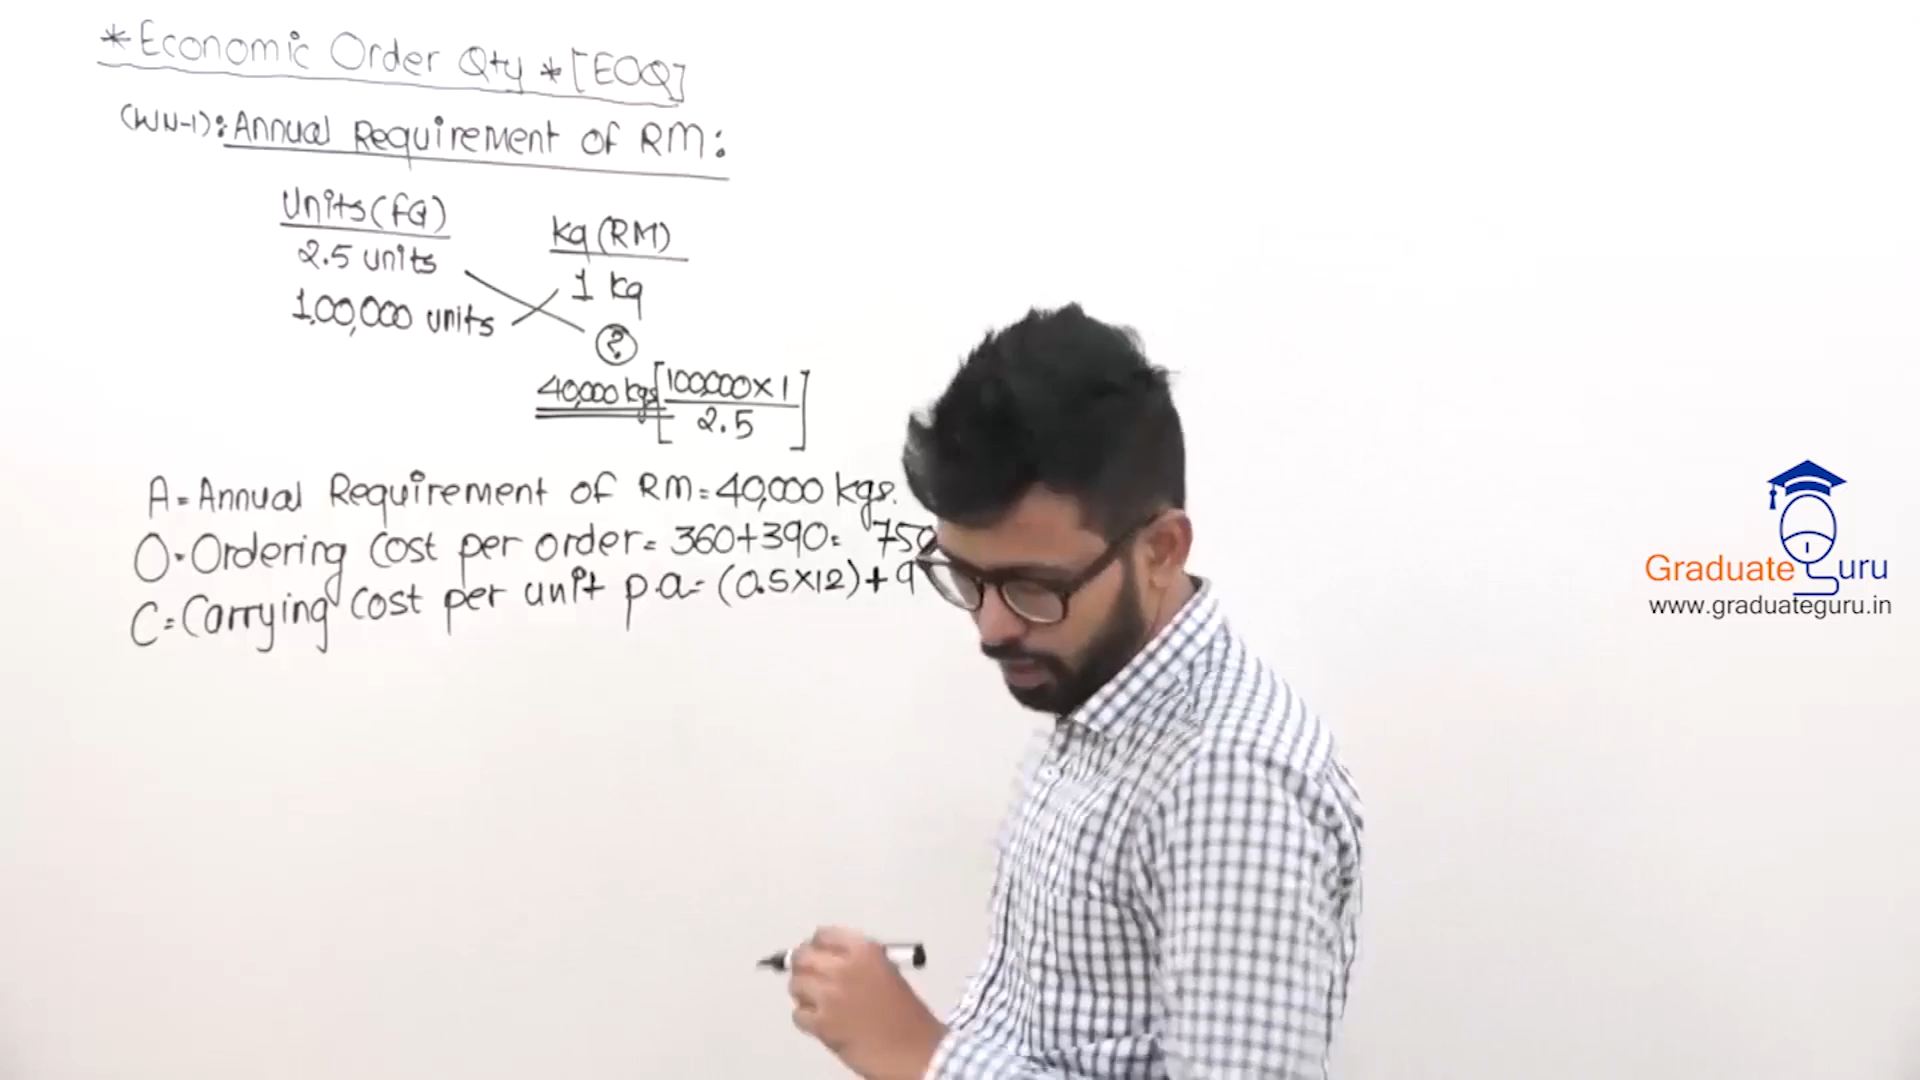 *Economic Order Qty * [EOQ]
(WN-1): Annual Requirement of RM:
Units (FG)
kg (RM)
2.5 units
1 kg
1,00,000 units
?
40,000 kgs [100,000 × 1 / 2.5]
A = Annual Requirement of RM = 40,000 kgs.
O = Ordering Cost per order = 360+390 = 750
C = Carrying Cost per unit p.a = (0.5×12) + 9
Graduate Guru
www.graduateguru.in